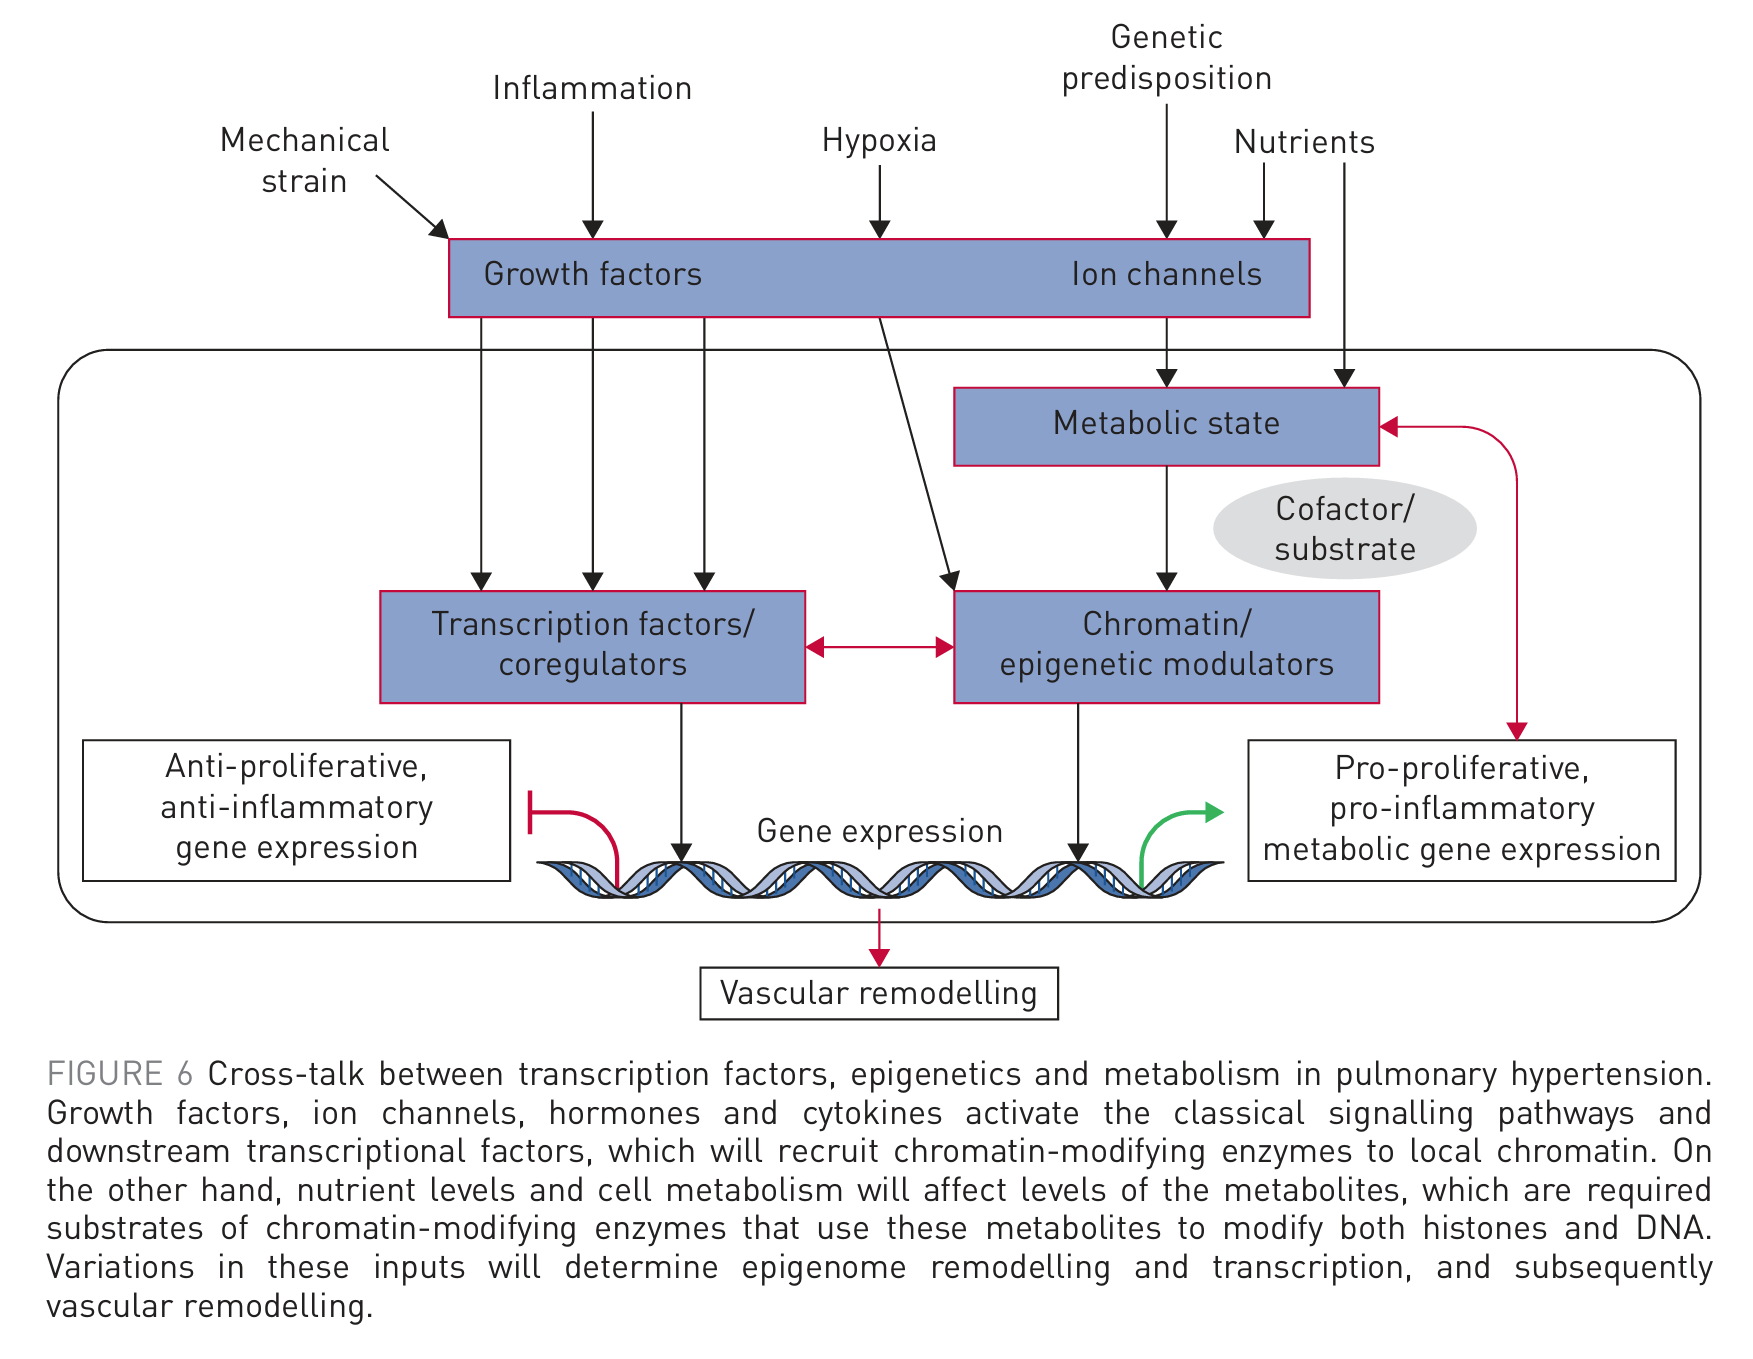 Genetic
predisposition
Inflammation
Mechanical
strain
Hypoxia
Nutrients
Growth factors
Ion channels
Metabolic state
Cofactor/
substrate
Transcription factors/
coregulators
Chromatin/
epigenetic modulators
Anti-proliferative,
anti-inflammatory
gene expression
Gene expression
Pro-proliferative,
pro-inflammatory
metabolic gene expression
Vascular remodelling
FIGURE 6 Cross-talk between transcription factors, epigenetics and metabolism in pulmonary hypertension.
Growth factors, ion channels, hormones and cytokines activate the classical signalling pathways and
downstream transcriptional factors, which will recruit chromatin-modifying enzymes to local chromatin. On
the other hand, nutrient levels and cell metabolism will affect levels of the metabolites, which are required
substrates of chromatin-modifying enzymes that use these metabolites to modify both histones and DNA.
Variations in these inputs will determine epigenome remodelling and transcription, and subsequently
vascular remodelling.